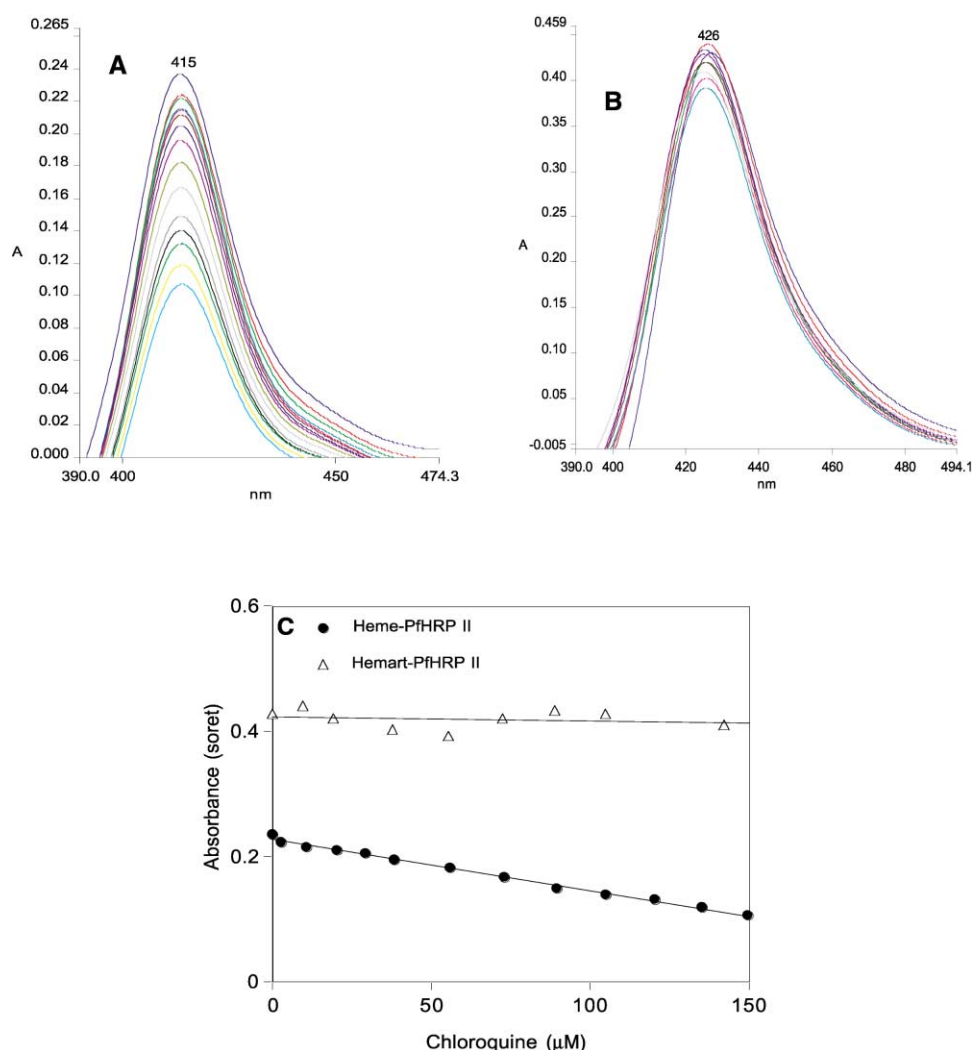 A
415
0.265
0.24
0.22
0.20
0.18
0.16
0.14
A
0.12
0.10
0.08
0.06
0.04
0.02
0.000
390.0 400 450 474.3
nm
B
426
0.459
0.40
0.35
0.30
0.25
A
0.20
0.15
0.10
0.05
-0.005
390.0 400 420 440 460 480 494.1
nm
C
Heme-PfHRP II
Hemart-PfHRP II
Absorbance (soret)
0.6
0.4
0.2
0
0 50 100 150
Chloroquine (µM)